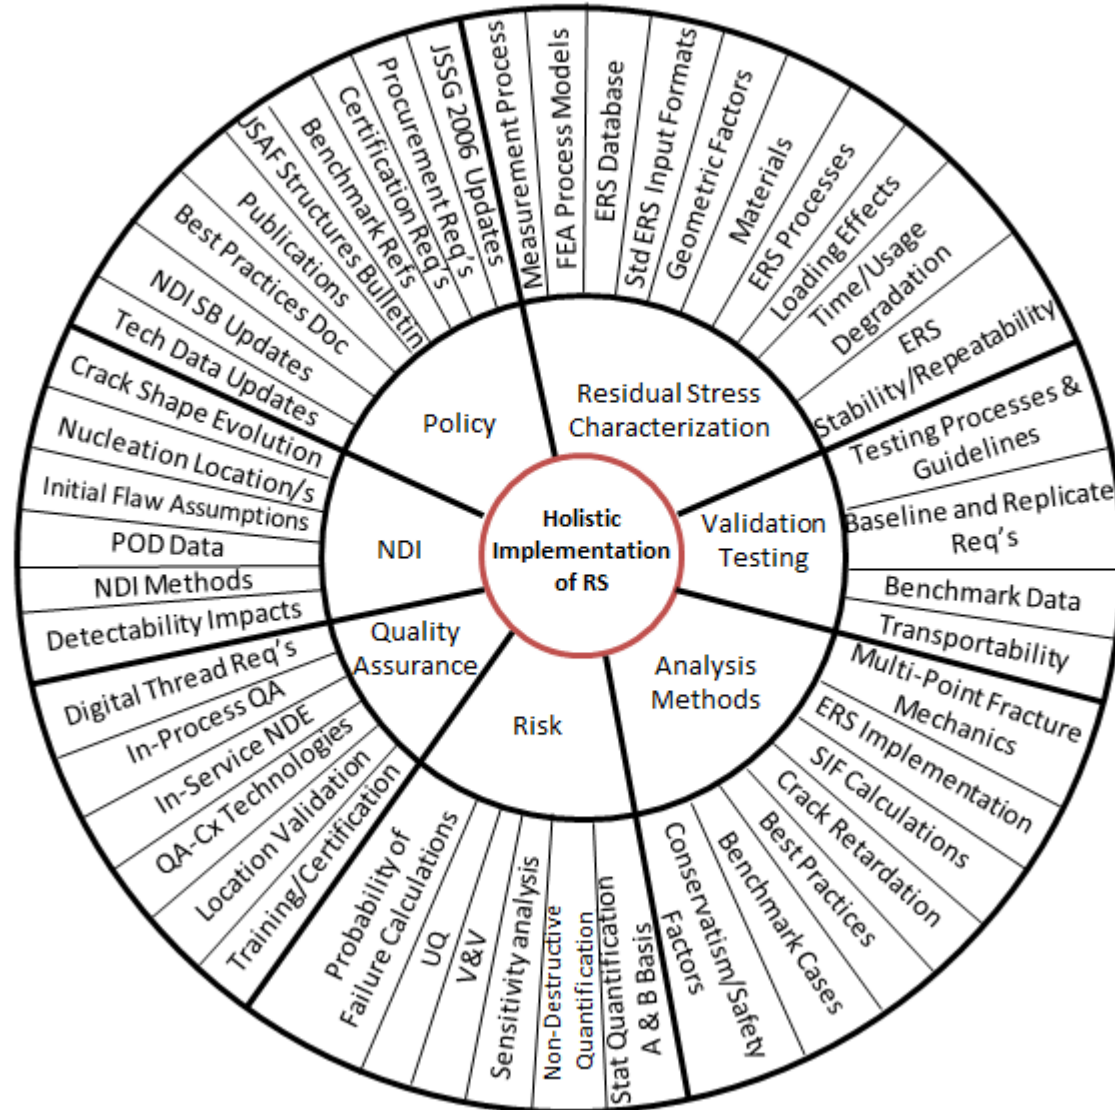 Holistic
Implementation
of RS
Policy
Residual Stress
Characterization
Validation
Testing
Analysis
Methods
Risk
Quality
Assurance
NDI
Measurement Process
FEA Process Models
ERS Database
Std ERS Input Formats
Geometric Factors
Materials
ERS Processes
Loading Effects
Time/Usage
Degradation
ERS
Stability/Repeatability
Testing Processes &
Guidelines
Baseline and Replicate
Req's
Benchmark Data
Transportability
Multi-Point Fracture
Mechanics
ERS Implementation
SIF Calculations
Crack Retardation
Best Practices
Benchmark Cases
Conservatism/Safety
Factors
Stat Quantification
A & B Basis
Non-Destructive
Quantification
Sensitivity analysis
V&V
UQ
Probability of
Failure Calculations
Training/Certification
Location Validation
QA-Cx Technologies
In-Service NDE
In-Process QA
Digital Thread Req's
Detectability Impacts
NDI Methods
POD Data
Initial Flaw Assumptions
Nucleation Location/s
Crack Shape Evolution
Tech Data Updates
NDI SB Updates
Best Practices Doc
Publications
USAF Structures Bulletin
Benchmark Refs
Certification Req's
Procurement Req's
JSSG 2006 Updates